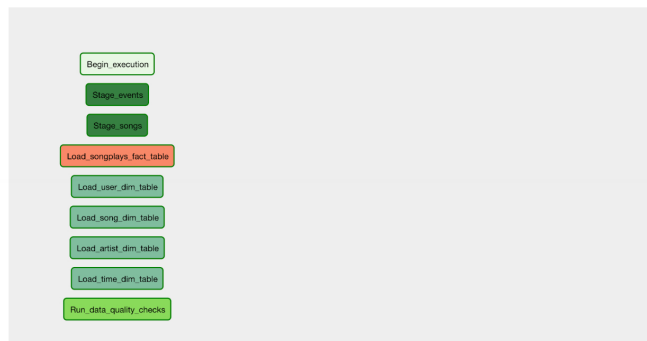 Begin_execution
Stage_events
Stage_songs
Load_songplays_fact_table
Load_user_dim_table
Load_song_dim_table
Load_artist_dim_table
Load_time_dim_table
Run_data_quality_checks